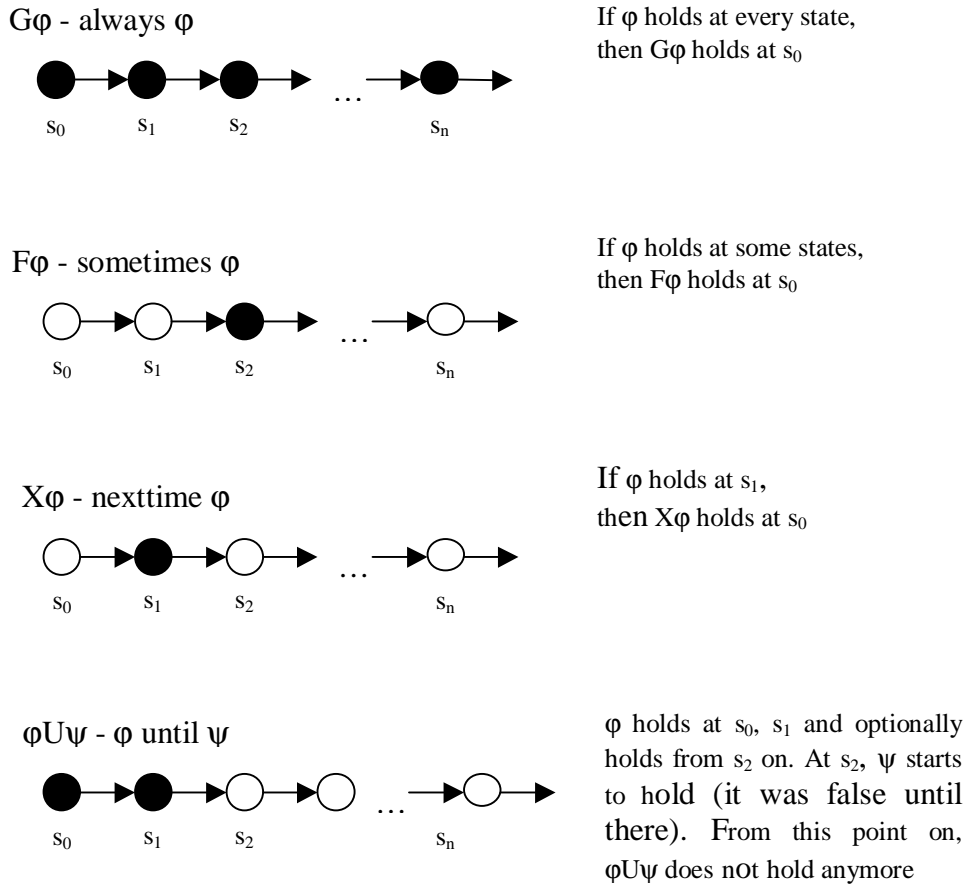 Gφ - always φ
If φ holds at every state,
then Gφ holds at s₀
...
s₀ s₁ s₂ sₙ
Fφ - sometimes φ
If φ holds at some states,
then Fφ holds at s₀
...
s₀ s₁ s₂ sₙ
Xφ - nexttime φ
If φ holds at s₁,
then Xφ holds at s₀
...
s₀ s₁ s₂ sₙ
φUψ - φ until ψ
φ holds at s₀, s₁ and optionally
holds from s₂ on. At s₂, ψ starts
to hold (it was false until
there). From this point on,
φUψ does not hold anymore
...
s₀ s₁ s₂ sₙ